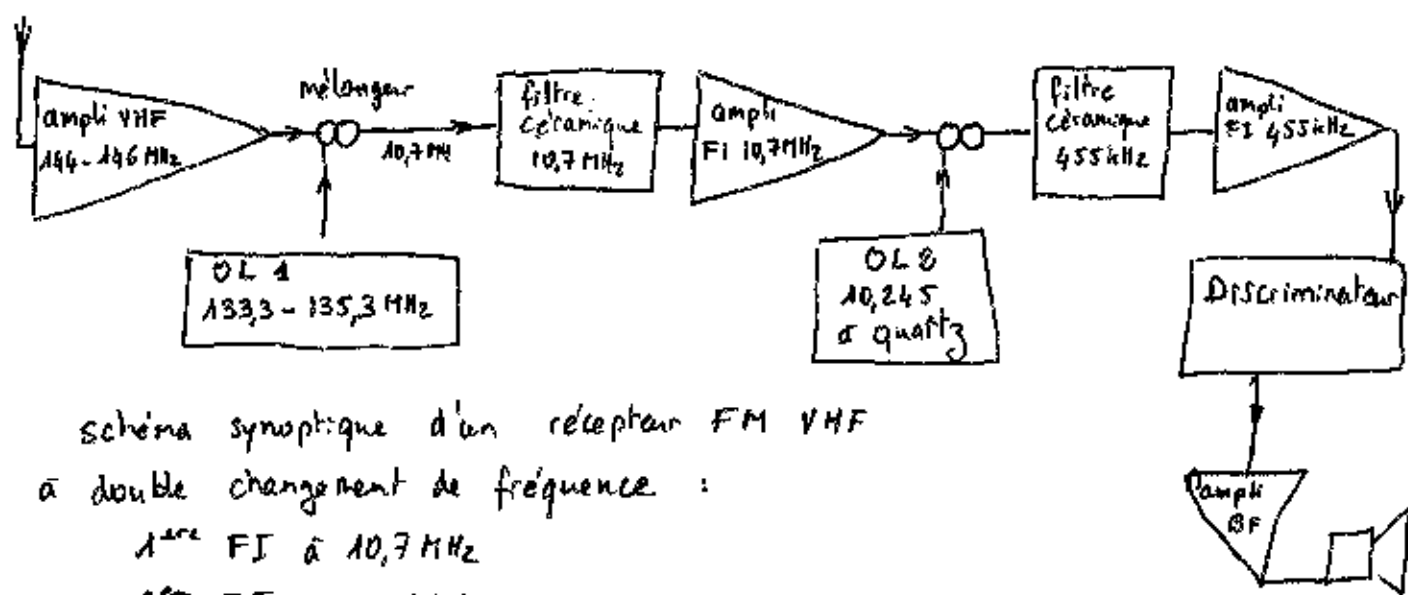 ampli VHF
144-146 MHz
mélangeur
10,7 MH
filtre
céramique
10,7 MHz
ampli
Fi 10,7 MHz
filtre
céramique
455 kHz
ampli
FI 455 kHz
OL 1
133,3 - 135,3 MHz
OL 2
10,245
à quartz
Discriminateur
ampli
BF
schéma synoptique d'un récepteur FM VHF
à double changement de fréquence :
1ère FI à 10,7 MHz
FI